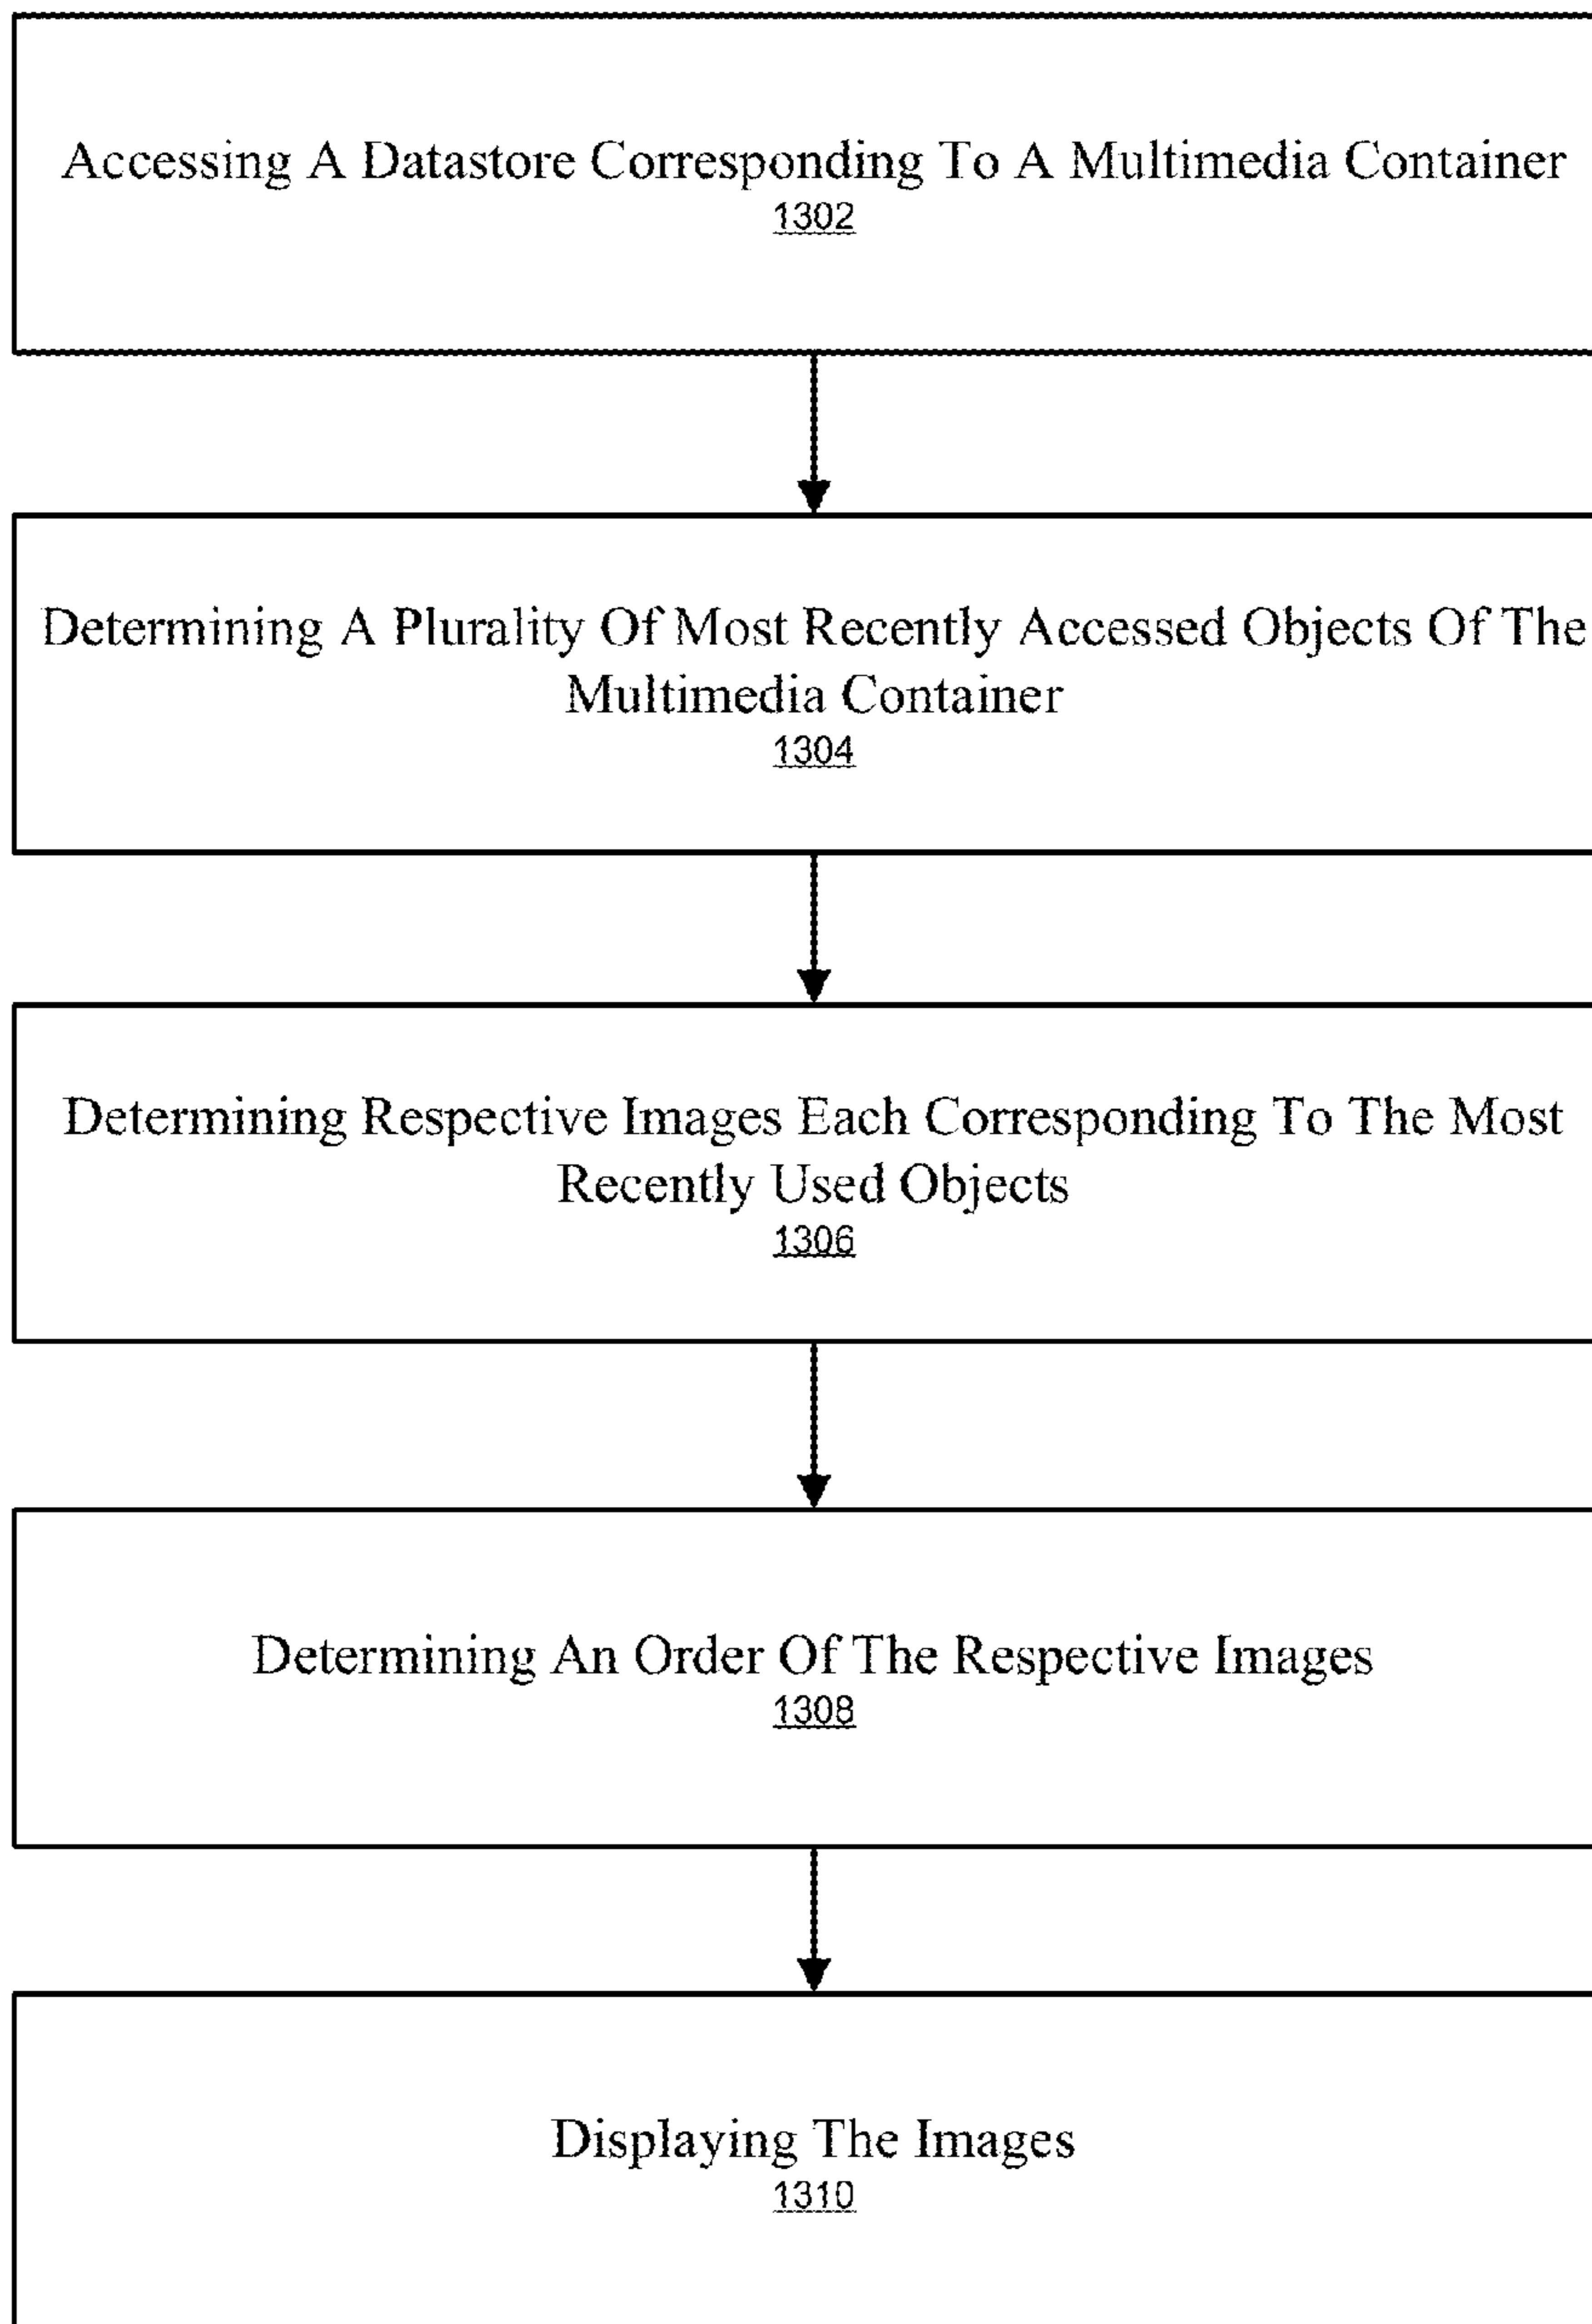 Accessing A Datastore Corresponding To A Multimedia Container
1302
Determining A Plurality Of Most Recently Accessed Objects Of The
Multimedia Container
1304
Determining Respective Images Each Corresponding To The Most
Recently Used Objects
1306
Determining An Order Of The Respective Images
1308
Displaying The Images
1310